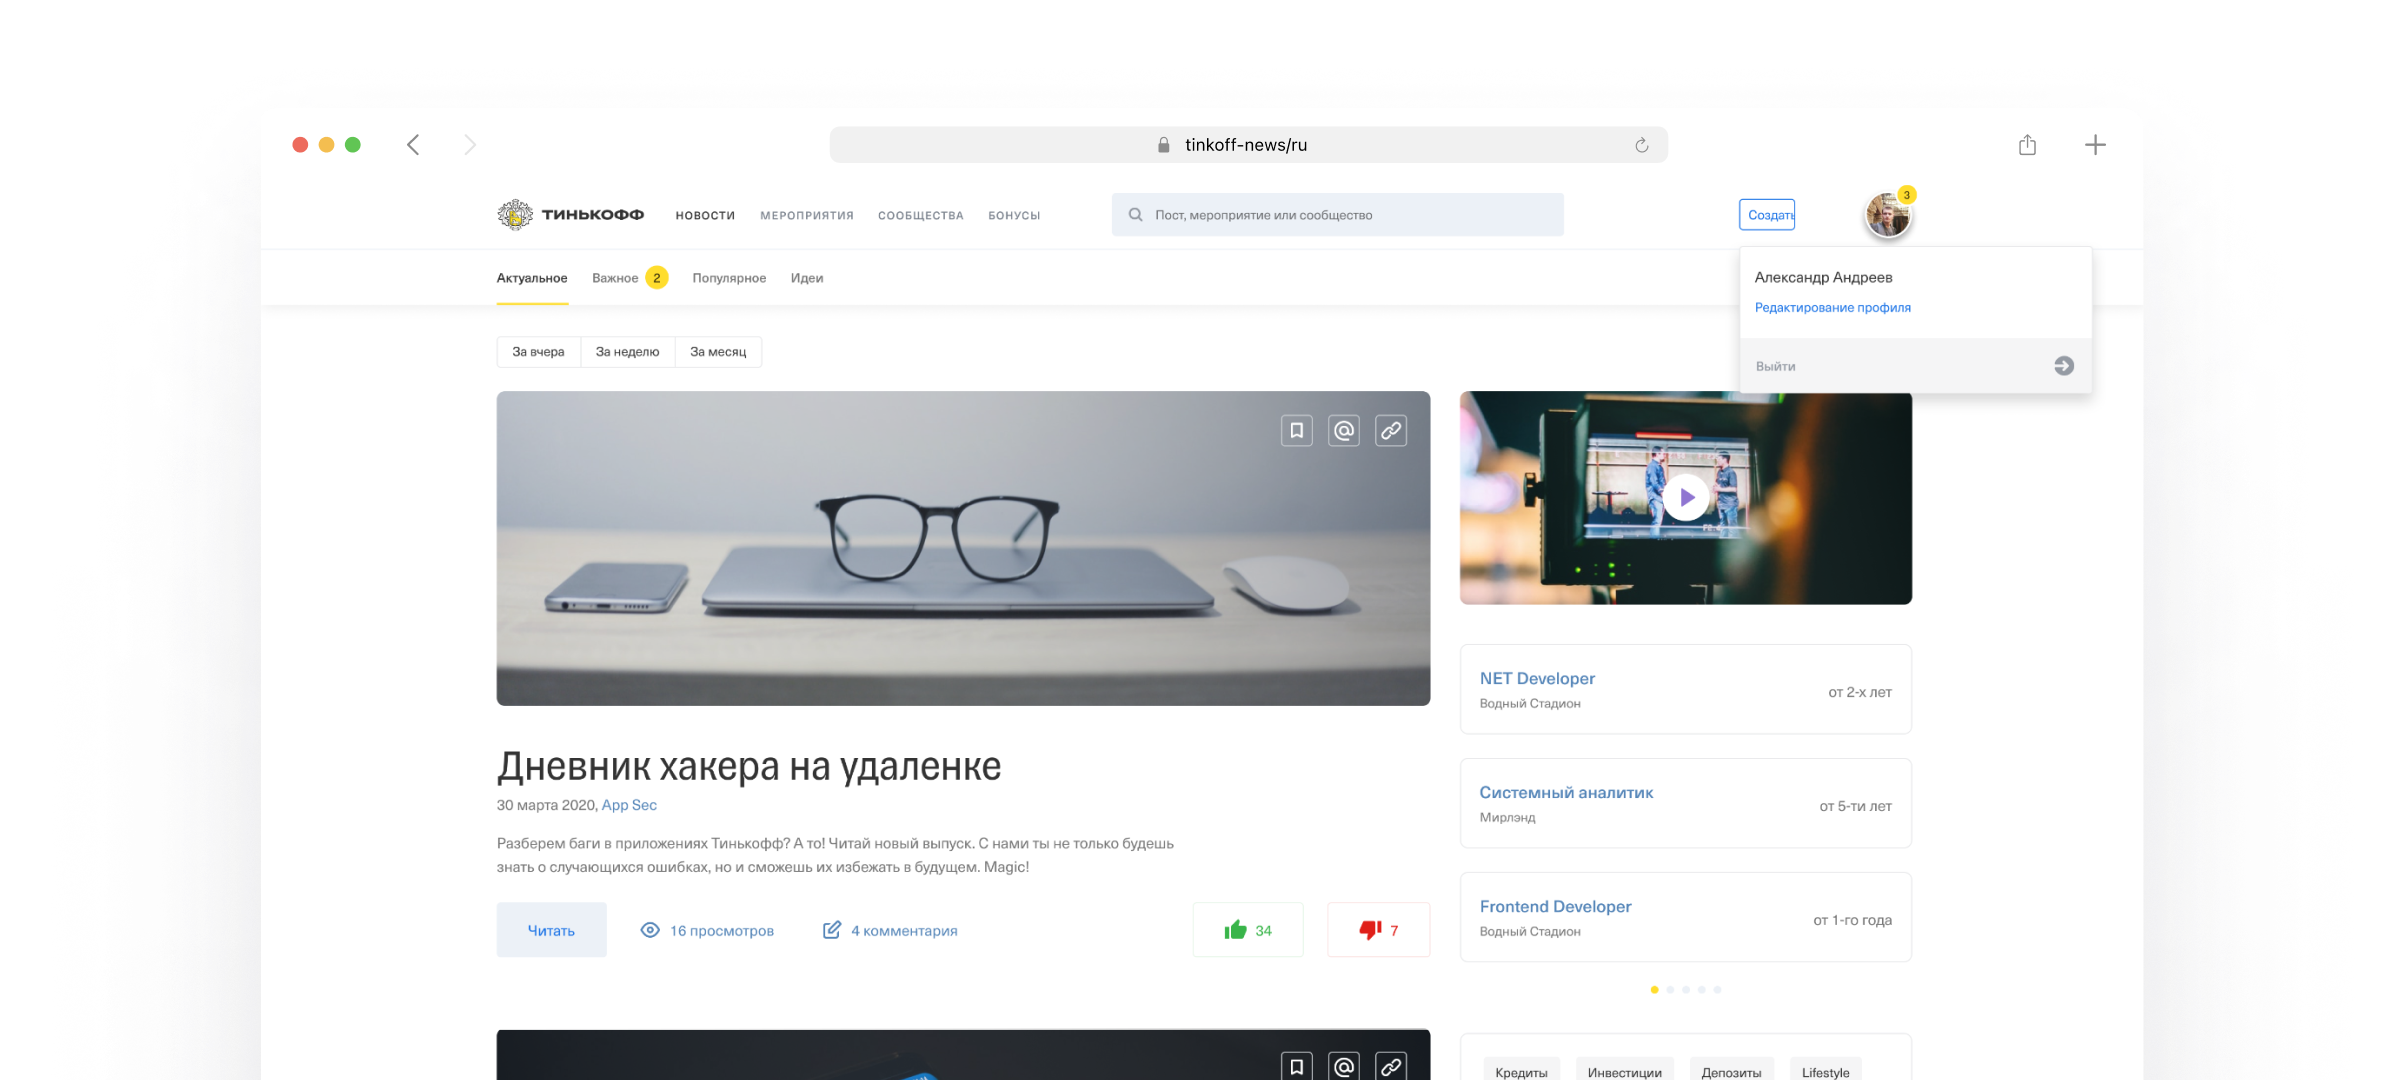 tinkoff-news/ru
ТИНЬКОФФ
НОВОСТИ
МЕРОПРИЯТИЯ
СООБЩЕСТВА
БОНУСЫ
Пост, мероприятие или сообщество
Создать
3
Актуальное
Важное 2
Популярное
Идеи
Александр Андреев
Редактирование профиля
Выйти
За вчера
За неделю
За месяц
Дневник хакера на удаленке
30 марта 2020, App Sec
Разберем баги в приложениях Тинькофф? А то! Читай новый выпуск. С нами ты не только будешь
знать о случающихся ошибках, но и сможешь их избежать в будущем. Magic!
Читать
16 просмотров
4 комментария
34
7
NET Developer
Водный Стадион
от 2-х лет
Системный аналитик
Мирлэнд
от 5-ти лет
Frontend Developer
Водный Стадион
от 1-го года
Кредиты
Инвестиции
Депозиты
Lifestyle